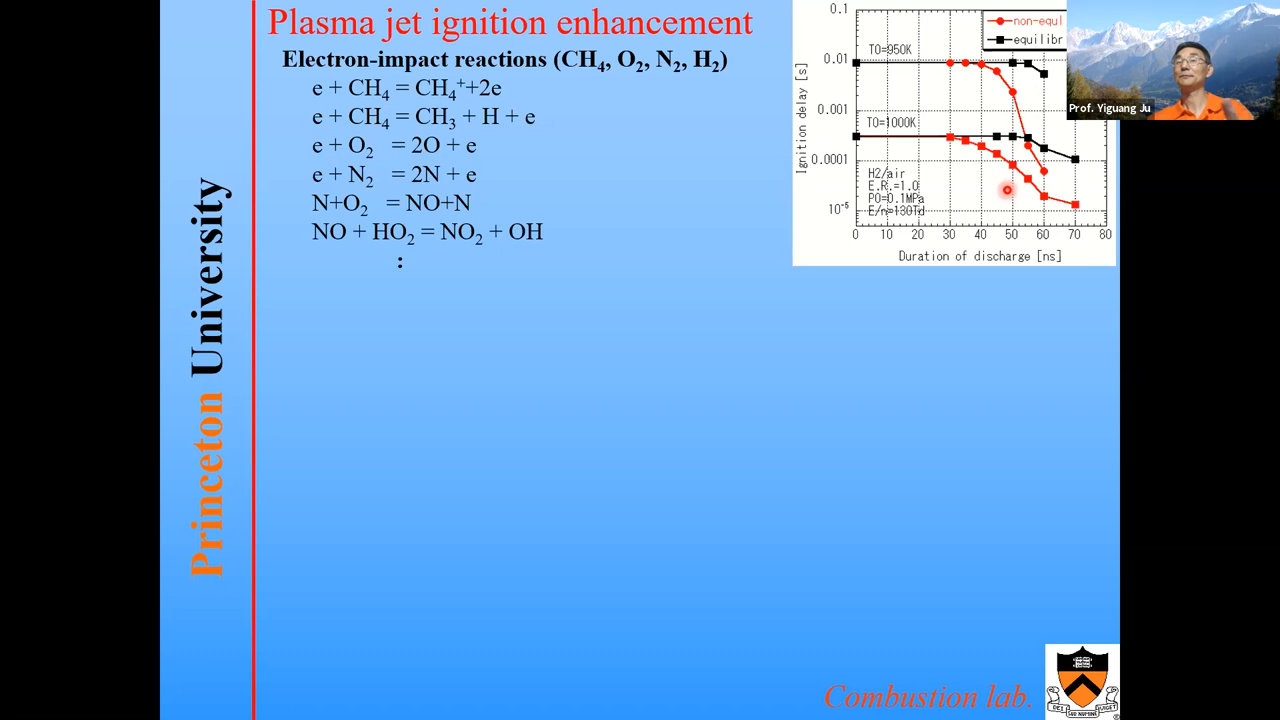 Plasma jet ignition enhancement
Electron-impact reactions (CH₄, O₂, N₂, H₂)
e + CH₄ = CH₄⁺+2e
e + CH₄ = CH₃ + H + e
e + O₂ = 2O + e
e + N₂ = 2N + e
N+O₂ = NO+N
NO + HO₂ = NO₂ + OH
:
Princeton University
0.1
0.01
0.001
0.0001
10⁻⁵
Ignition delay [s]
non-equl
equilibr
T0=950K
T0=1000K
H2/air
E.R.=1.0
P0=0.1MPa
E/n=130Td
0 10 20 30 40 50 60 70 80
Duration of discharge [ns]
Prof. Yiguang Ju
Combustion lab.